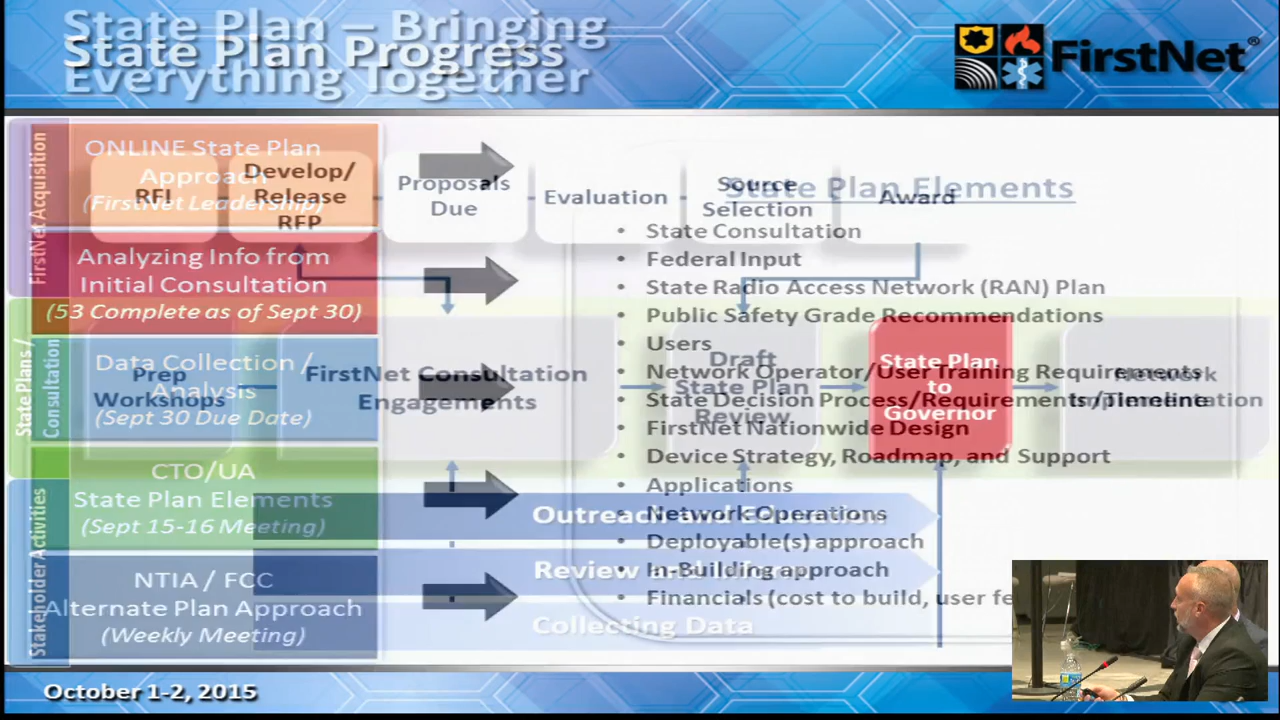 State Plan – Bringing
Everything Together
State Plan Progress
FirstNet®
FirstNet Acquisition
RFI
Develop/
Release
RFP
Proposals
Due
Evaluation
Source
Selection
Award
States Plans/
Consultation
Prep
Workshops
FirstNet Consultation
Engagements
Draft
State Plan
Review
State Plan
to
Governor
Network
Implementation
Stakeholder Activities
Outreach and Education
Review and Inform
Collecting Data
ONLINE State Plan
Approach
(FirstNet Leadership)
Analyzing Info from
Initial Consultation
(53 Complete as of Sept 30)
Data Collection /
Analysis
(Sept 30 Due Date)
CTO/UA
State Plan Elements
(Sept 15-16 Meeting)
NTIA / FCC
Alternate Plan Approach
(Weekly Meeting)
State Plan Elements
• State Consultation
• Federal Input
• State Radio Access Network (RAN) Plan
• Public Safety Grade Recommendations
• Users
• Network Operator/User Training Requirements
• State Decision Process/Requirements/Timeline
• FirstNet Nationwide Design
• Device Strategy, Roadmap, and Support
• Applications
• Network Operations
• Deployable(s) approach
• In-Building approach
• Financials (cost to build, user fe
October 1-2, 2015